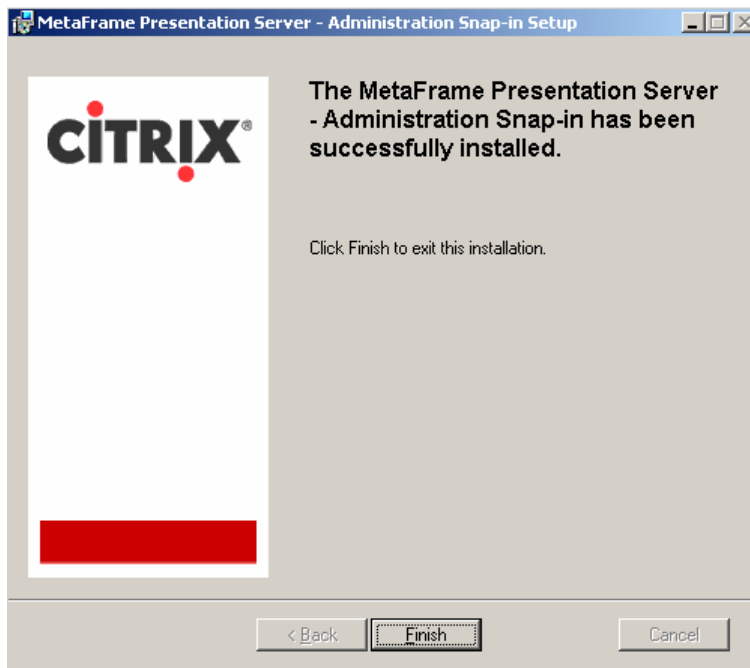 MetaFrame Presentation Server - Administration Snap-in Setup
CiTRIX®
The MetaFrame Presentation Server
- Administration Snap-in has been
successfully installed.
Click Finish to exit this installation.
< Back
Finish
Cancel